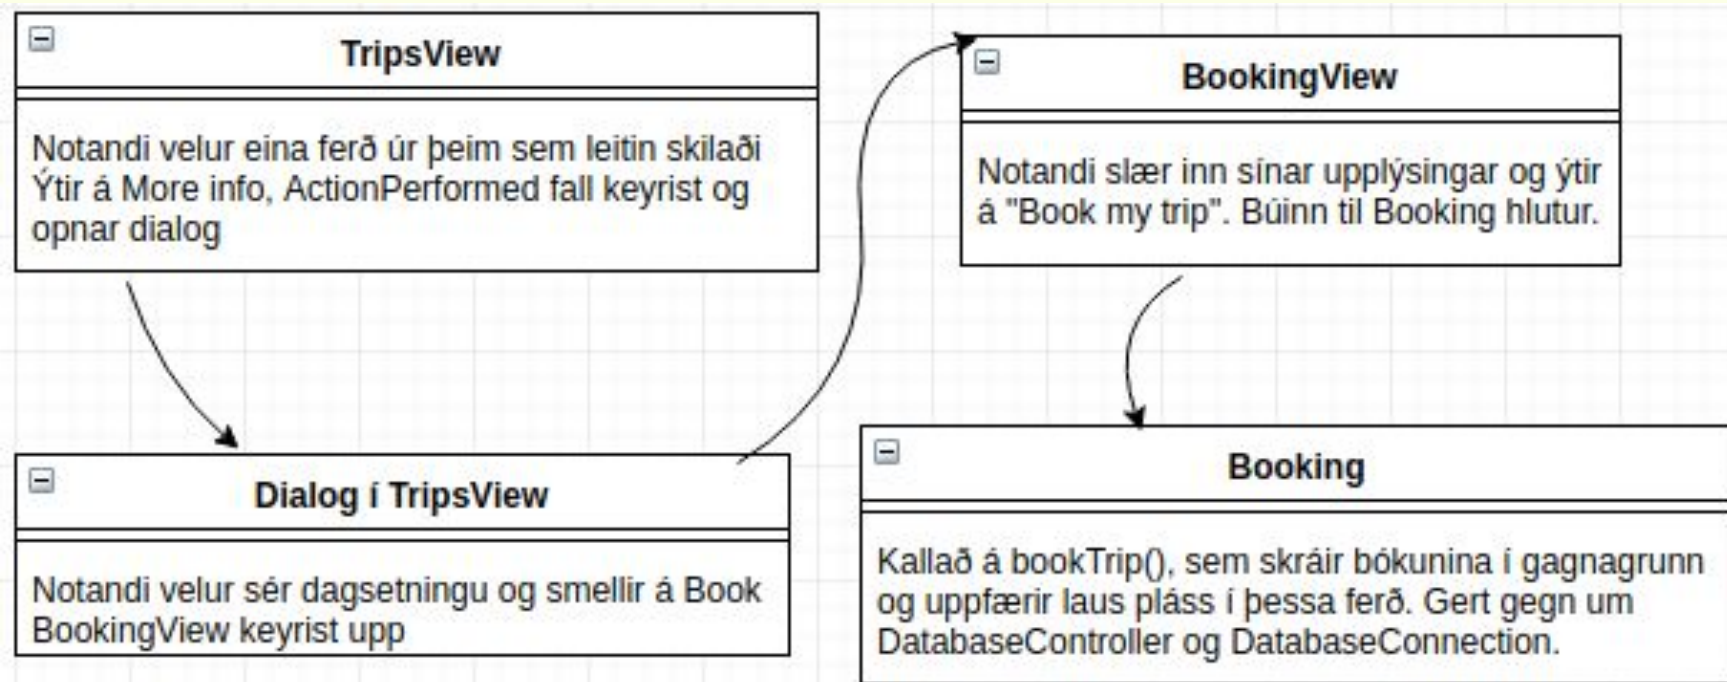 TripsView
Notandi velur eina ferð úr þeim sem leitin skilaði
Ýtir á More info, ActionPerformed fall keyrist og
opnar dialog
Dialog í TripsView
Notandi velur sér dagsetningu og smellir á Book
BookingView keyrist upp
BookingView
Notandi slær inn sínar upplýsingar og ýtir
á "Book my trip". Búinn til Booking hlutur.
Booking
Kallað á bookTrip(), sem skráir bókunina í gagnagrunn
og uppfærir laus pláss í þessa ferð. Gert gegn um
DatabaseController og DatabaseConnection.